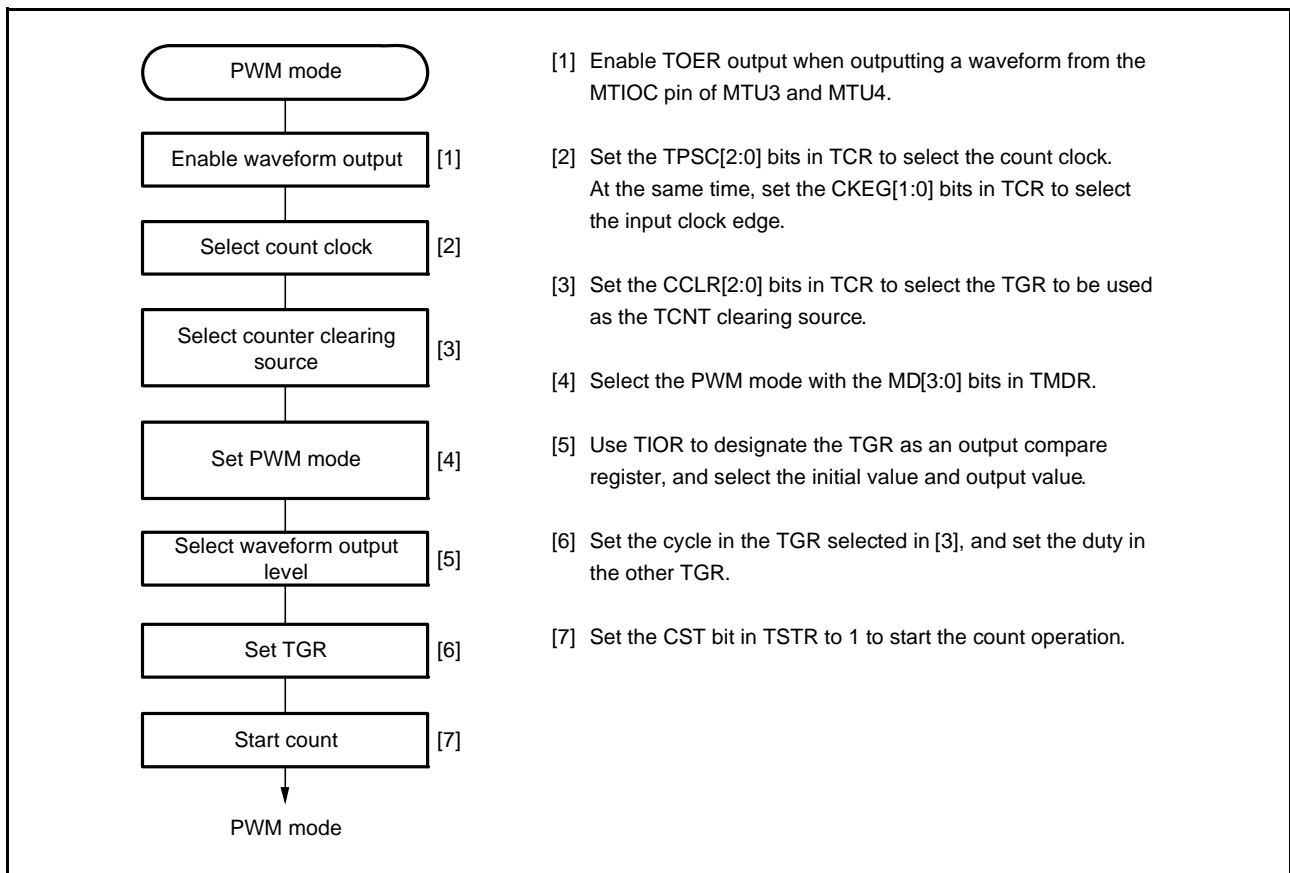 PWM mode
Enable waveform output [1]
Select count clock [2]
Select counter clearing
source
[3]
Set PWM mode [4]
Select waveform output
level
[5]
Set TGR [6]
Start count [7]
PWM mode
[1] Enable TOER output when outputting a waveform from the
MTIOC pin of MTU3 and MTU4.
[2] Set the TPSC[2:0] bits in TCR to select the count clock.
At the same time, set the CKEG[1:0] bits in TCR to select
the input clock edge.
[3] Set the CCLR[2:0] bits in TCR to select the TGR to be used
as the TCNT clearing source.
[4] Select the PWM mode with the MD[3:0] bits in TMDR.
[5] Use TIOR to designate the TGR as an output compare
register, and select the initial value and output value.
[6] Set the cycle in the TGR selected in [3], and set the duty in
the other TGR.
[7] Set the CST bit in TSTR to 1 to start the count operation.